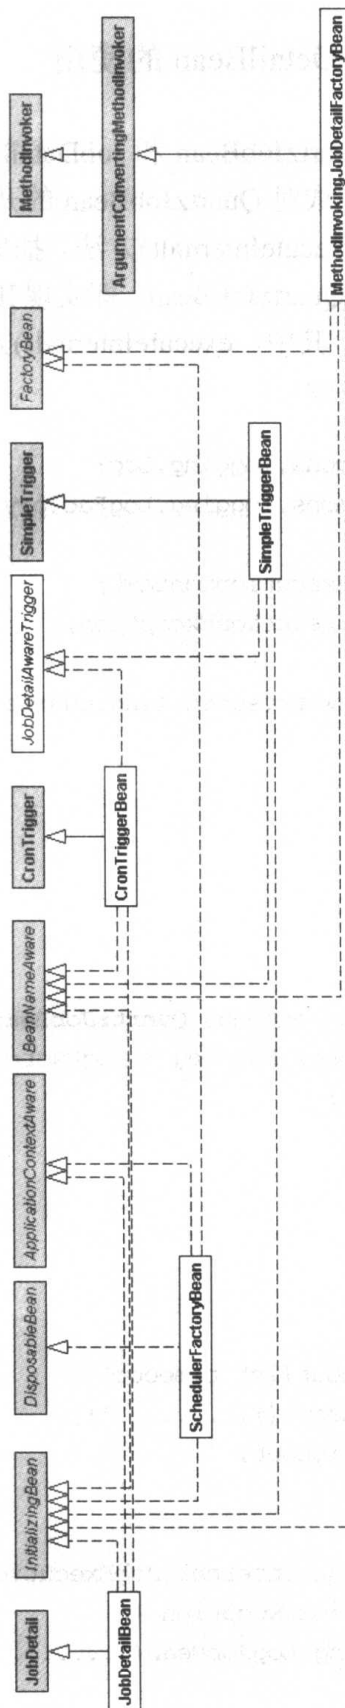 JobDetail
InitializingBean
DisposableBean
ApplicationContextAware
BeanNameAware
CronTrigger
JobDetailAwareTrigger
SimpleTrigger
FactoryBean
MethodInvoker
JobDetailBean
SchedulerFactoryBean
CronTriggerBean
ArgumentConvertingMethodInvoker
SimpleTriggerBean
MethodInvokingJobDetailFactoryBean